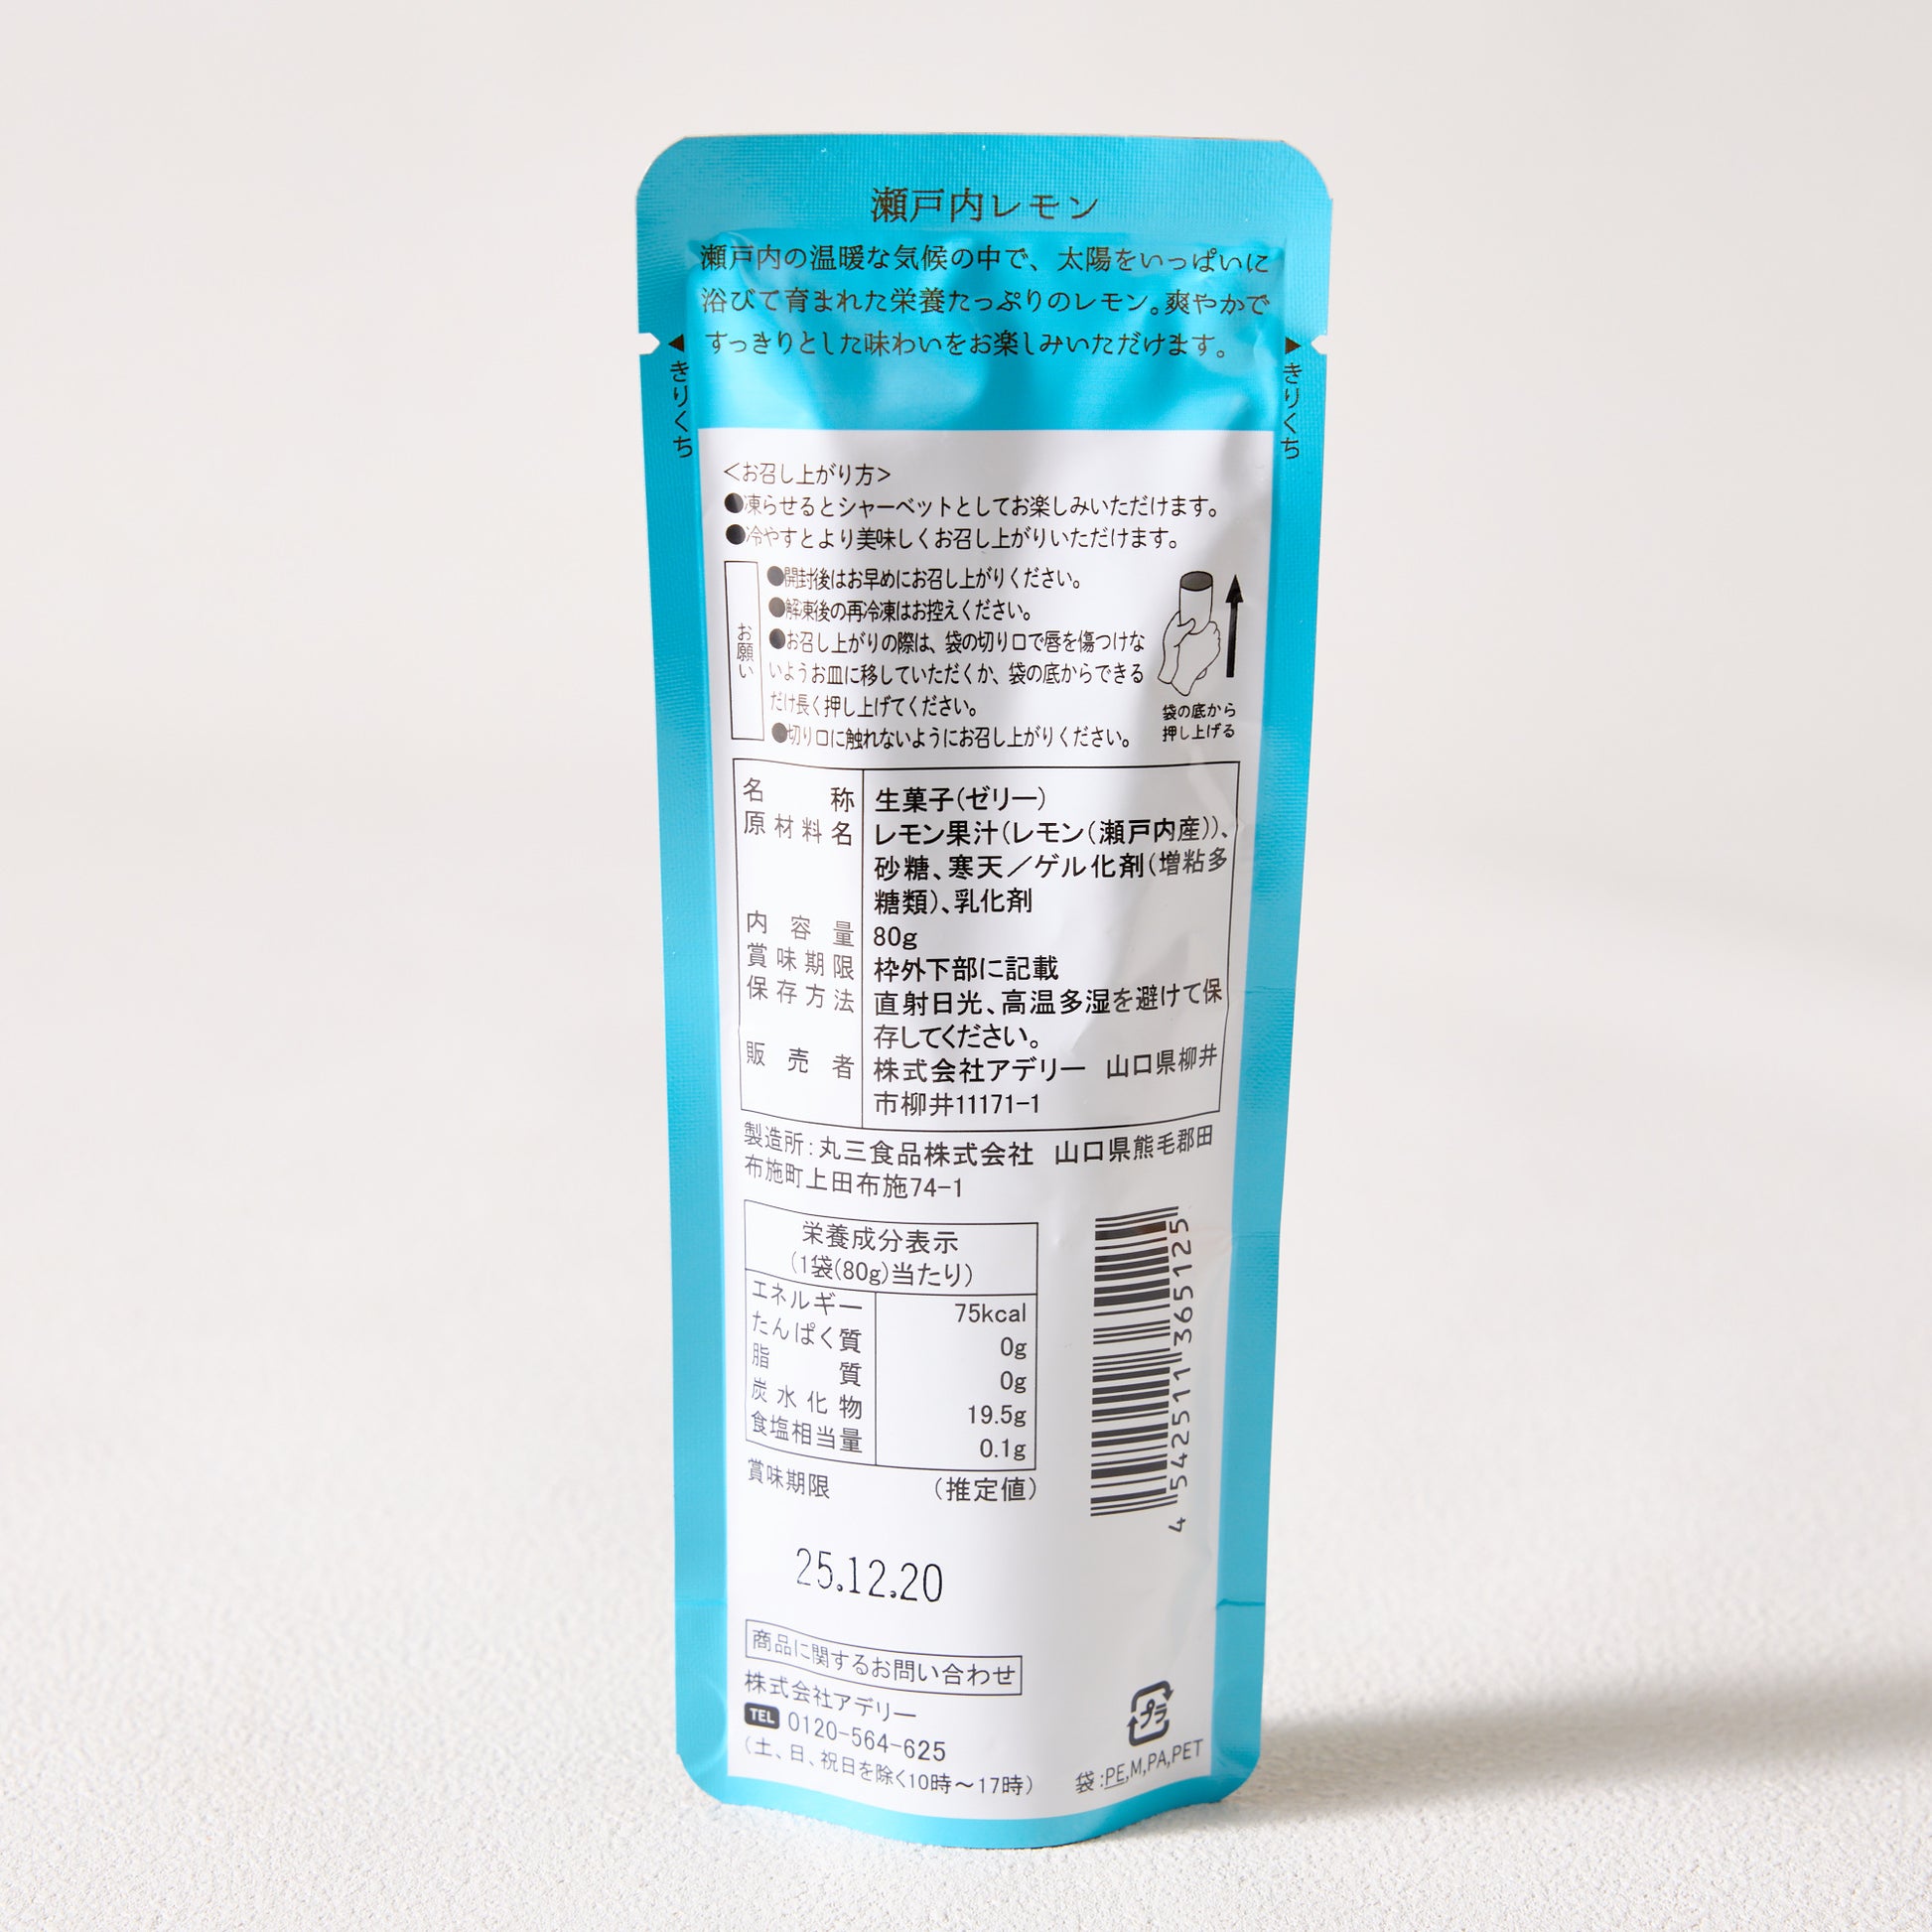 瀬戸内レモン
瀬戸内の温暖な気候の中で、太陽をいっぱいに
浴びて育まれた栄養たっぷりのレモン。爽やかで
すっきりとした味わいをお楽しみいただけます。
◀きりくち
▶きりくち
<お召し上がり方>
●凍らせるとシャーベットとしてお楽しみいただけます。
●冷やすとより美味しくお召し上がりいただけます。
お願い
●開封後はお早めにお召し上がりください。
●解凍後の再冷凍はお控えください。
●お召し上がりの際は、袋の切り口で唇を傷つけな
いようお皿に移していただくか、袋の底からできる
だけ長く押し上げてください。
●切り口に触れないようにお召し上がりください。
袋の底から
押し上げる
名称 生菓子(ゼリー)
原材料名 レモン果汁(レモン(瀬戸内産))、
砂糖、寒天/ゲル化剤(増粘多
糖類)、乳化剤
内容量 80g
賞味期限 枠外下部に記載
保存方法 直射日光、高温多湿を避けて保
存してください。
販売者 株式会社アデリー 山口県柳井
市柳井11171-1
製造所:丸三食品株式会社 山口県熊毛郡田
布施町上田布施74-1
栄養成分表示
(1袋(80g)当たり)
エネルギー 75kcal
たんぱく質 0g
脂質 0g
炭水化物 19.5g
食塩相当量 0.1g
賞味期限 (推定値)
25.12.20
4 542511 365125
商品に関するお問い合わせ
株式会社アデリー
TEL 0120-564-625
(土、日、祝日を除く10時~17時)
プラ
袋:PE,M,PA,PET